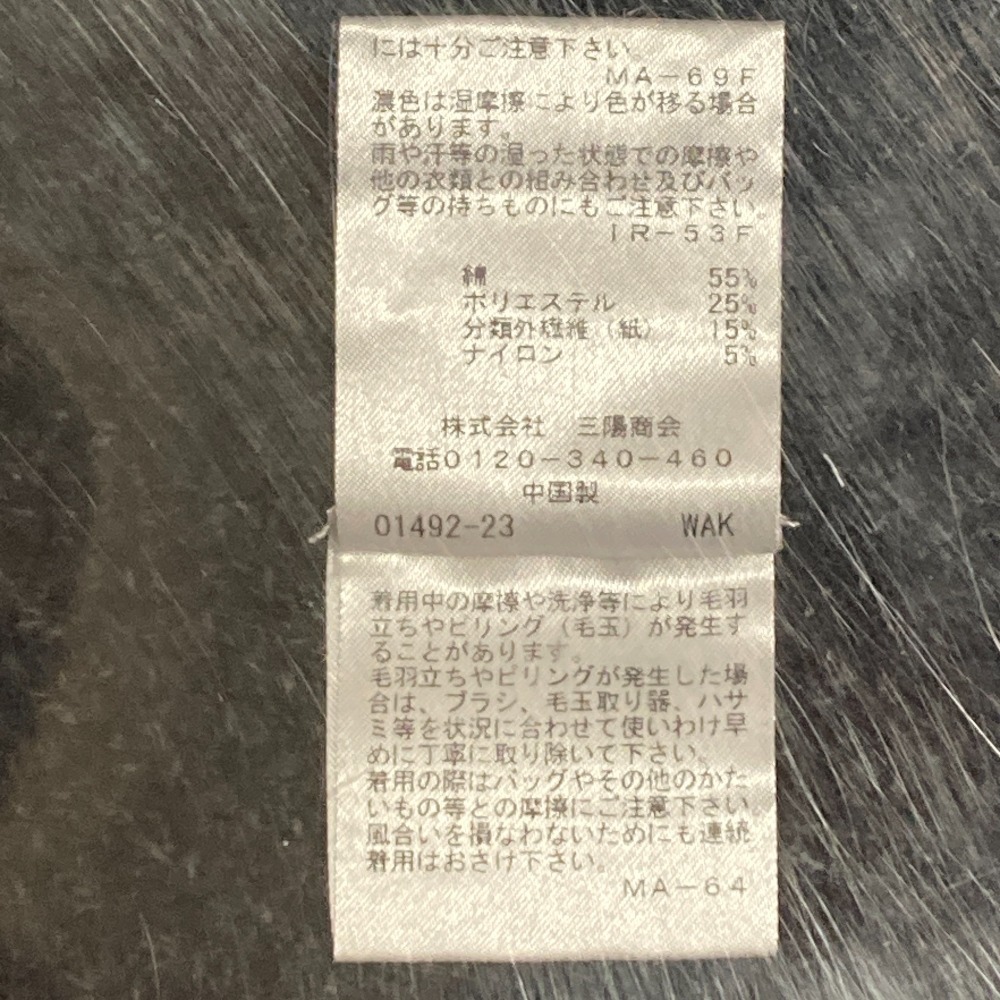 には十分ご注意下さい。
MA-69F
濃色は湿摩擦により色が移る場合
があります。
雨や汗等の湿った状態での摩擦や
他の衣類との組み合わせ及びバッ
グ等の持ちものにもご注意下さい。
IR-53F
綿 55%
ポリエステル 25%
分類外繊維（紙） 15%
ナイロン 5%
株式会社 三陽商会
電話0120-340-460
中国製
01492-23 WAK
着用中の摩擦や洗浄等により毛羽
立ちやピリング（毛玉）が発生す
ることがあります。
毛羽立ちやピリングが発生した場
合は、ブラシ、毛玉取り器、ハサ
ミ等を状況に合わせて使いわけ早
めに丁寧に取り除いて下さい。
着用の際はバッグやその他のかた
いもの等との摩擦にご注意下さい
風合いを損なわないためにも連続
着用はおさけ下さい。
MA-64